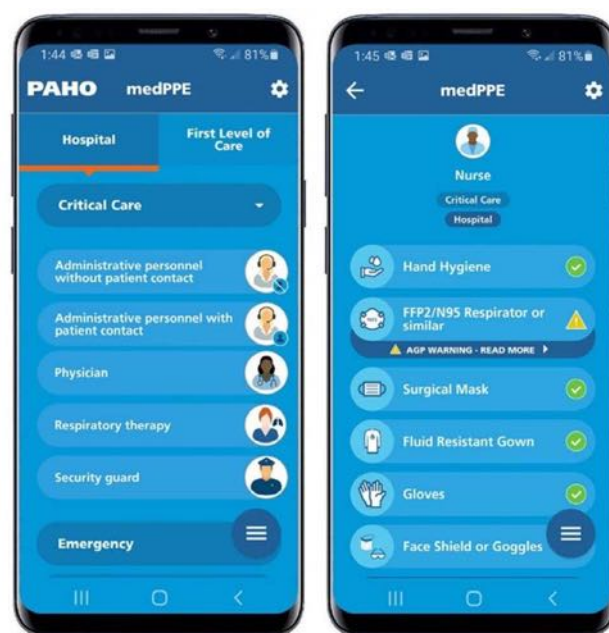 1:44
81%
PAHO medPPE
Hospital
First Level of
Care
Critical Care
Administrative personnel
without patient contact
Administrative personnel with
patient contact
Physician
Respiratory therapy
Security guard
Emergency
1:45
81%
medPPE
Nurse
Critical Care
Hospital
Hand Hygiene
FFP2/N95 Respirator or
similar
AGP WARNING - READ MORE
Surgical Mask
Fluid Resistant Gown
Gloves
Face Shield or Goggles